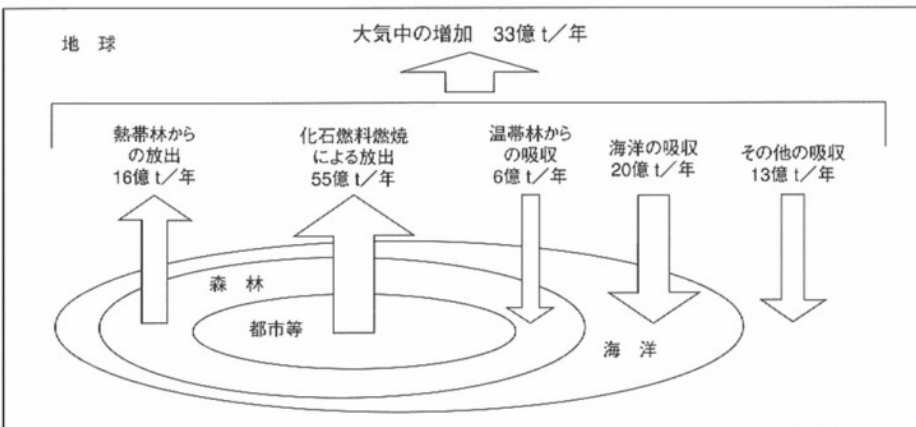 地 球
大気中の増加 33億 t／年
熱帯林から
の放出
16億 t／年
化石燃料燃焼
による放出
55億 t／年
温帯林から
の吸収
6億 t／年
海洋の吸収
20億 t／年
その他の吸収
13億 t／年
森 林
都市等
海 洋